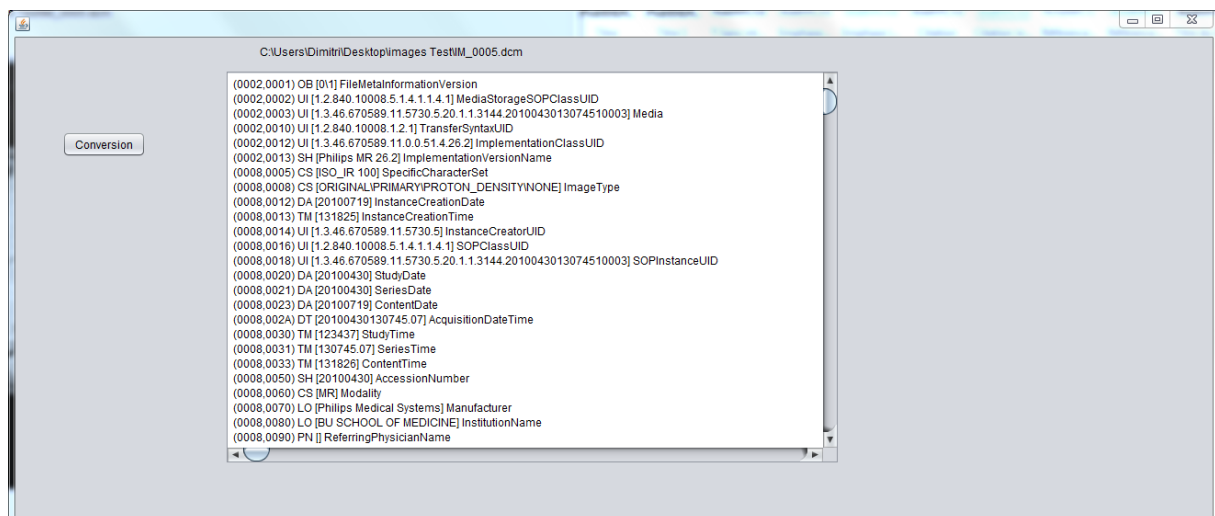 C:\Users\Dimitri\Desktop\images Test\IM_0005.dcm
(0002,0001) OB [0\1] FileMetaInformationVersion
(0002,0002) UI [1.2.840.10008.5.1.4.1.1.4.1] MediaStorageSOPClassUID
(0002,0003) UI [1.3.46.670589.11.5730.5.20.1.1.3144.2010043013074510003] Media
(0002,0010) UI [1.2.840.10008.1.2.1] TransferSyntaxUID
Conversion
(0002,0012) UI [1.3.46.670589.11.0.0.51.4.26.2] ImplementationClassUID
(0002,0013) SH [Philips MR 26.2] ImplementationVersionName
(0008,0005) CS [ISO_IR 100] SpecificCharacterSet
(0008,0008) CS [ORIGINAL\PRIMARY\PROTON_DENSITY\NONE] ImageType
(0008,0012) DA [20100719] InstanceCreationDate
(0008,0013) TM [131825] InstanceCreationTime
(0008,0014) UI [1.3.46.670589.11.5730.5] InstanceCreatorUID
(0008,0016) UI [1.2.840.10008.5.1.4.1.1.4.1] SOPClassUID
(0008,0018) UI [1.3.46.670589.11.5730.5.20.1.1.3144.2010043013074510003] SOPInstanceUID
(0008,0020) DA [20100430] StudyDate
(0008,0021) DA [20100430] SeriesDate
(0008,0023) DA [20100719] ContentDate
(0008,002A) DT [20100430130745.07] AcquisitionDateTime
(0008,0030) TM [123437] StudyTime
(0008,0031) TM [130745.07] SeriesTime
(0008,0033) TM [131826] ContentTime
(0008,0050) SH [20100430] AccessionNumber
(0008,0060) CS [MR] Modality
(0008,0070) LO [Philips Medical Systems] Manufacturer
(0008,0080) LO [BU SCHOOL OF MEDICINE] InstitutionName
(0008,0090) PN [] ReferringPhysicianName